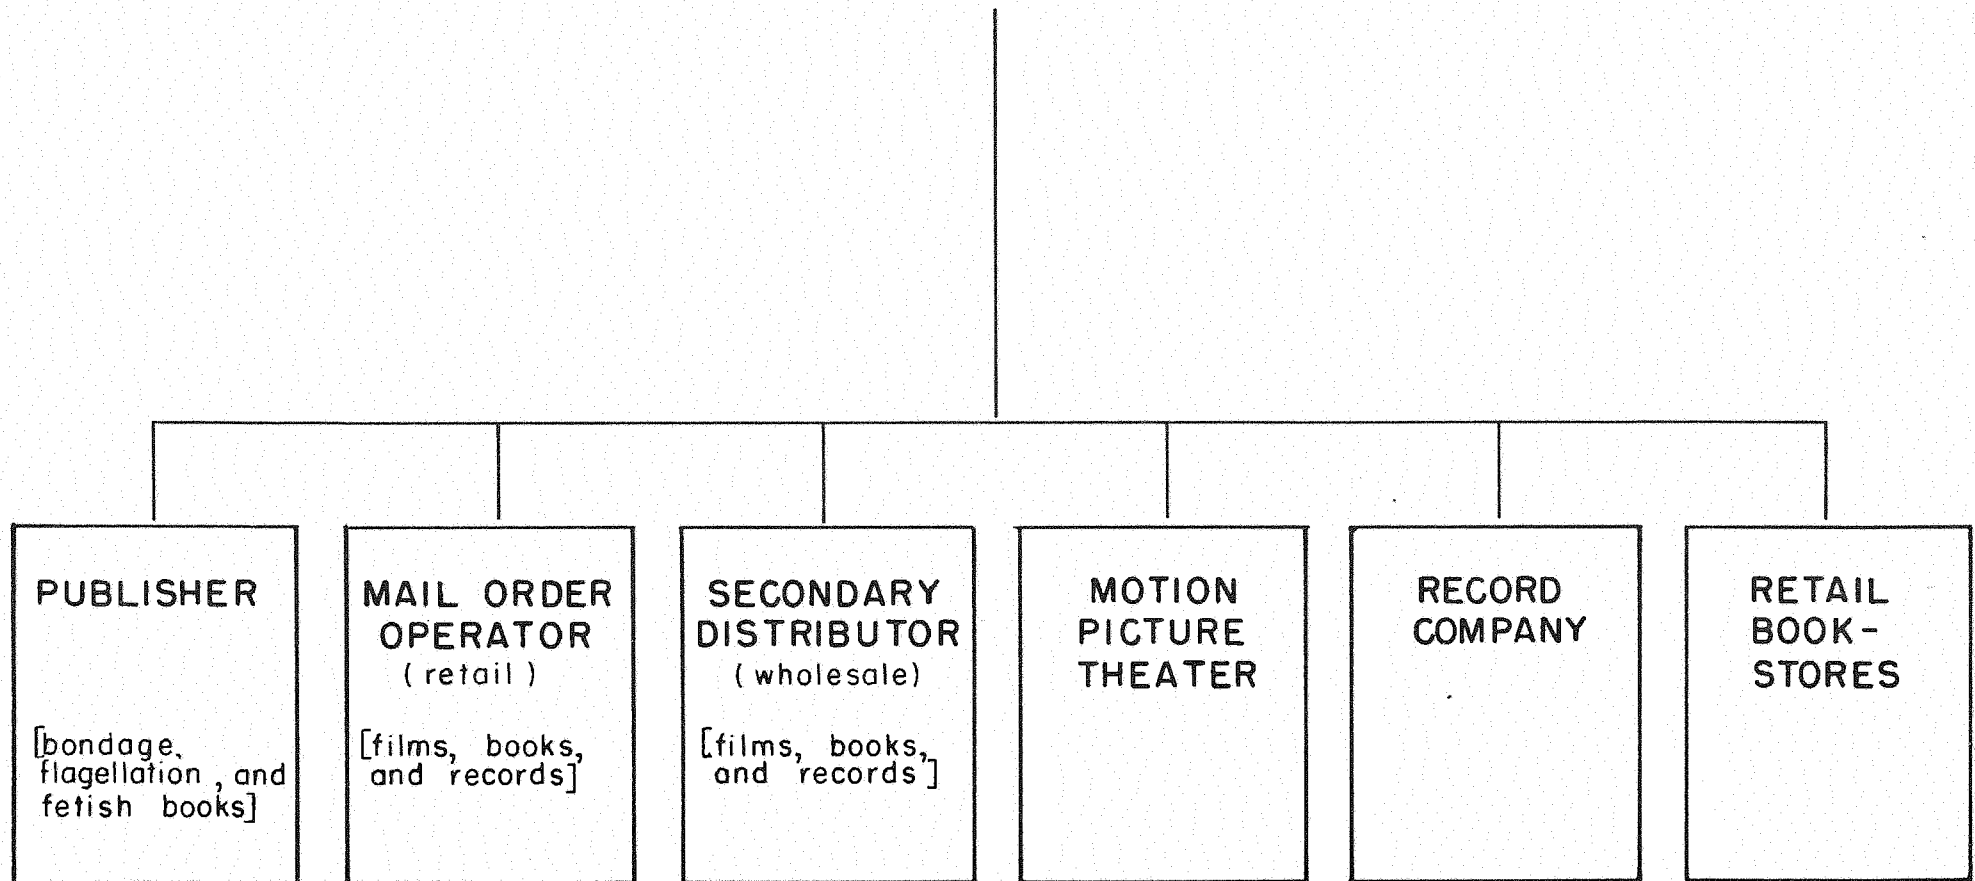 PUBLISHER
[bondage,
flagellation, and
fetish books]
MAIL ORDER
OPERATOR
(retail)
[films, books,
and records]
SECONDARY
DISTRIBUTOR
(wholesale)
[films, books,
and records]
MOTION
PICTURE
THEATER
RECORD
COMPANY
RETAIL
BOOK-
STORES